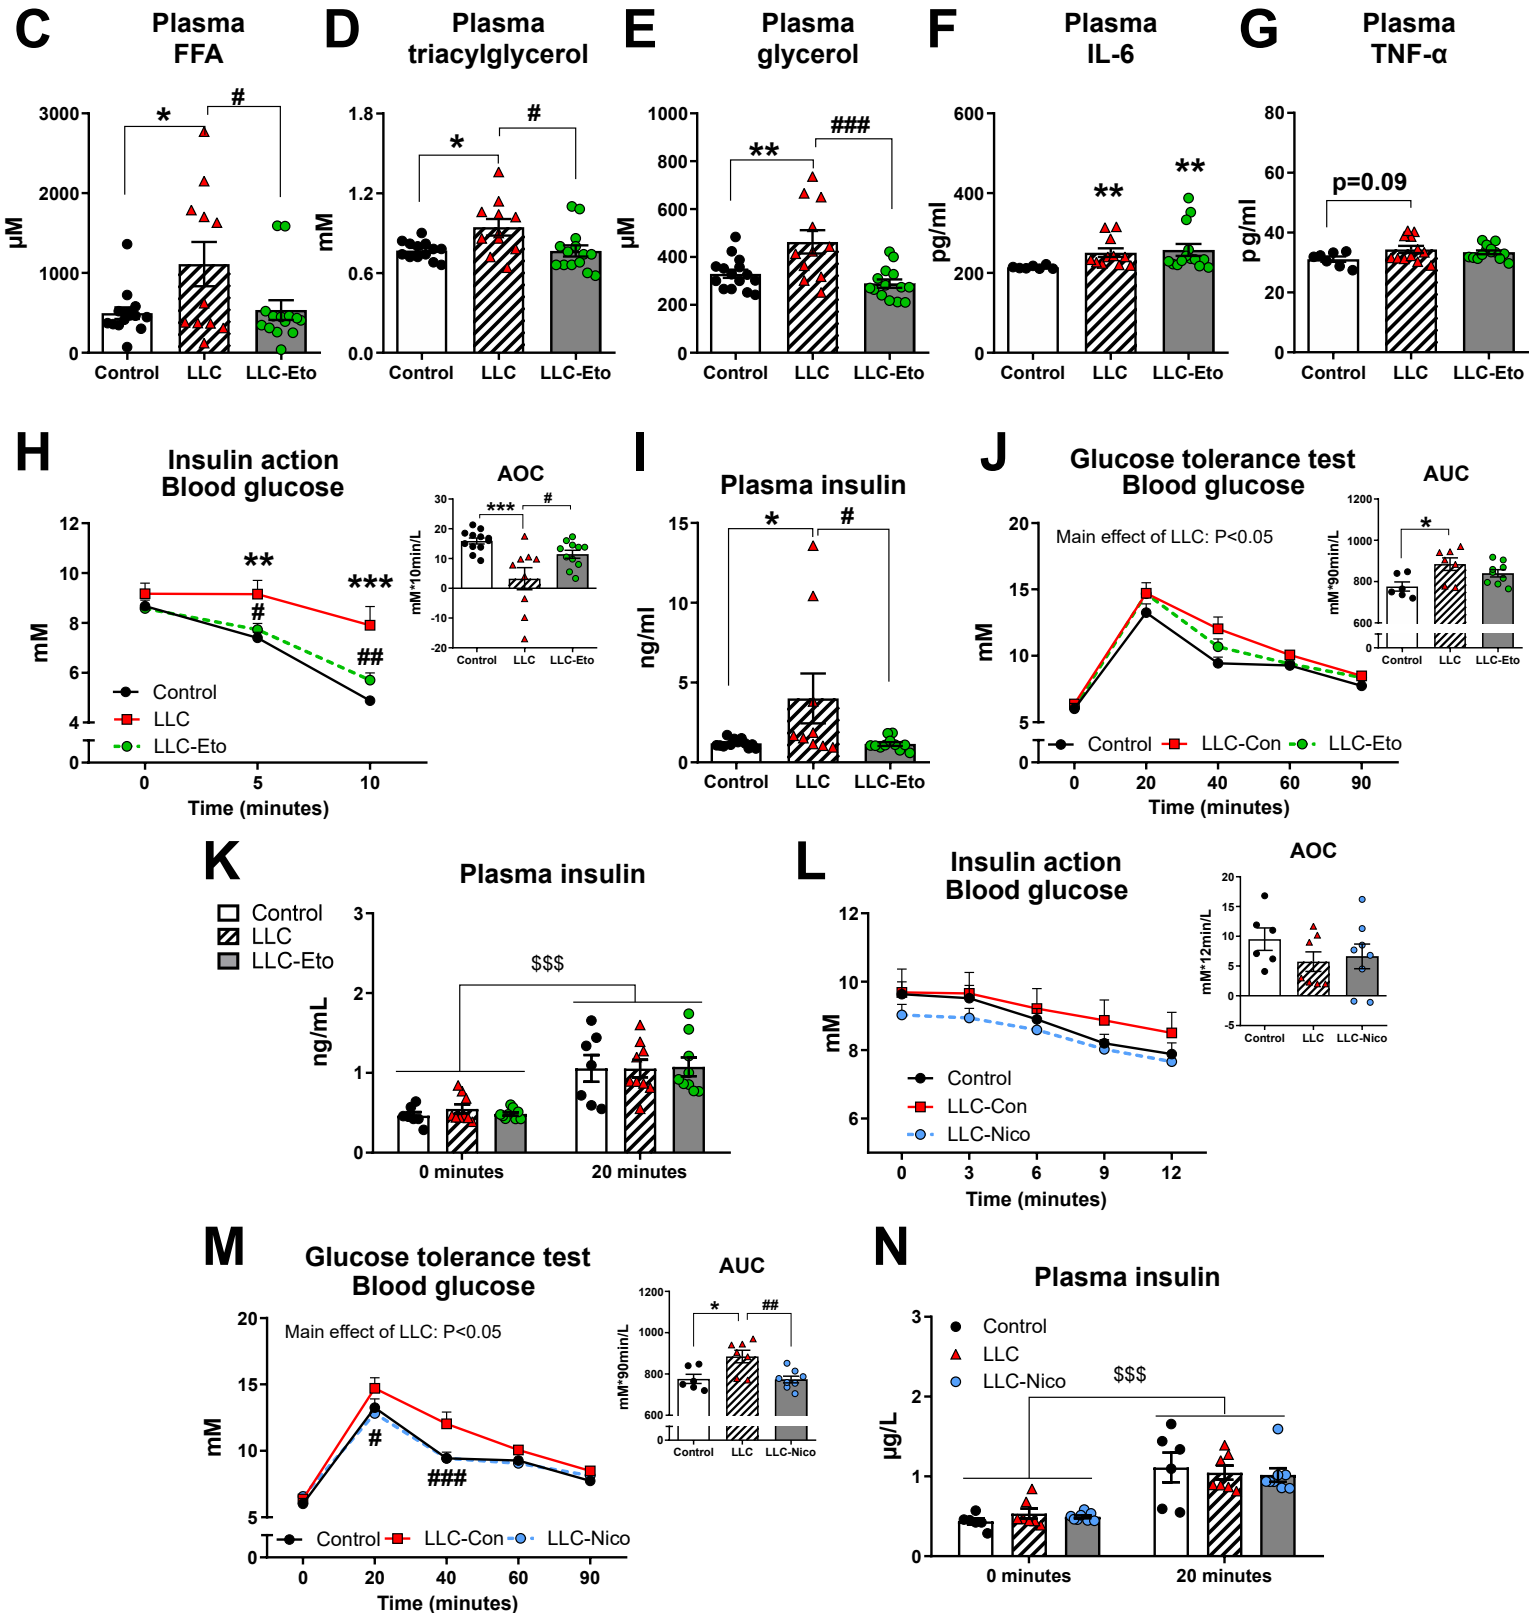 C
Plasma
FFA
3000
2000
1000
0
µM
*
#
Control
LLC
LLC-Eto
D
Plasma
triacylglycerol
1.8
1.2
0.6
0.0
mM
*
#
Control
LLC
LLC-Eto
E
Plasma
glycerol
1000
800
600
400
200
0
µM
**
###
Control
LLC
LLC-Eto
F
Plasma
IL-6
600
400
200
0
pg/ml
**
**
Control
LLC
LLC-Eto
G
Plasma
TNF-α
80
60
40
20
0
pg/ml
p=0.09
Control
LLC
LLC-Eto
H
Insulin action
Blood glucose
12
10
8
6
4
0
mM
**
***
#
##
Control
LLC
LLC-Eto
0
5
10
Time (minutes)
AOC
30
20
10
0
-10
-20
mM*10min/L
***
#
Control
LLC
LLC-Eto
I
Plasma insulin
15
10
5
0
ng/ml
*
#
Control
LLC
LLC-Eto
J
Glucose tolerance test
Blood glucose
Main effect of LLC: P<0.05
20
15
10
5
0
mM
Control
LLC-Con
LLC-Eto
0
20
40
60
90
Time (minutes)
AUC
1200
1000
800
600
0
mM*90min/L
*
Control
LLC
LLC-Eto
K
Plasma insulin
Control
LLC
LLC-Eto
3
2
1
0
ng/mL
$$$
0 minutes
20 minutes
L
Insulin action
Blood glucose
12
10
8
6
mM
Control
LLC-Con
LLC-Nico
0
3
6
9
12
Time (minutes)
AOC
20
15
10
5
0
-5
mM*12min/L
Control
LLC
LLC-Nico
M
Glucose tolerance test
Blood glucose
Main effect of LLC: P<0.05
20
15
10
5
0
mM
#
###
Control
LLC-Con
LLC-Nico
0
20
40
60
90
Time (minutes)
AUC
1200
1000
800
600
0
mM*90min/L
*
##
Control
LLC
LLC-Nico
N
Plasma insulin
Control
LLC
LLC-Nico
3
2
1
0
µg/L
$$$
0 minutes
20 minutes